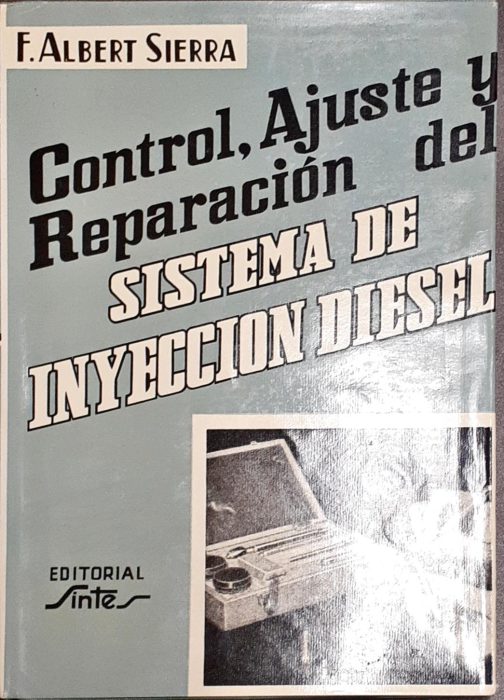 F. ALBERT SIERRA
Control, Ajuste y
Reparación del
SISTEMA DE
INYECCION DIESEL
EDITORIAL
Sintes